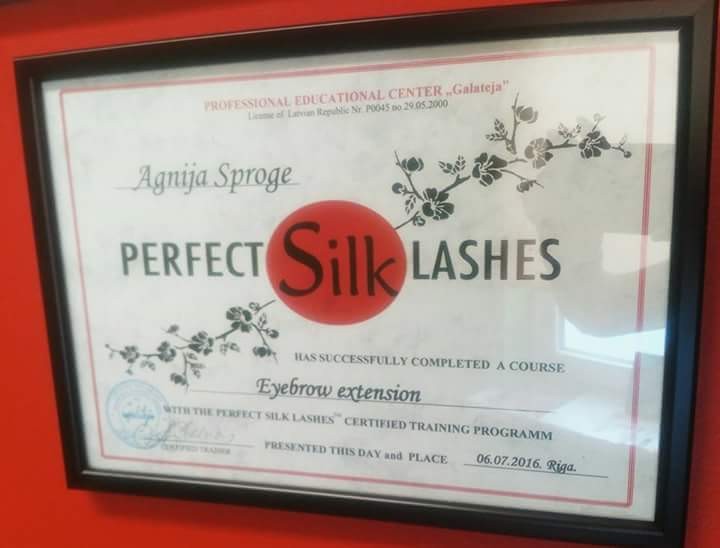 PROFESSIONAL EDUCATIONAL CENTER „Galateja"
License of Latvian Republic Nr. P0045 no 29.05.2000
Agnija Sproge
PERFECT Silk LASHES
HAS SUCCESSFULLY COMPLETED A COURSE
Eyebrow extension
WITH THE PERFECT SILK LASHES™ CERTIFIED TRAINING PROGRAMM
CERTIFIED TRAINER
PRESENTED THIS DAY and PLACE 06.07.2016. Riga.